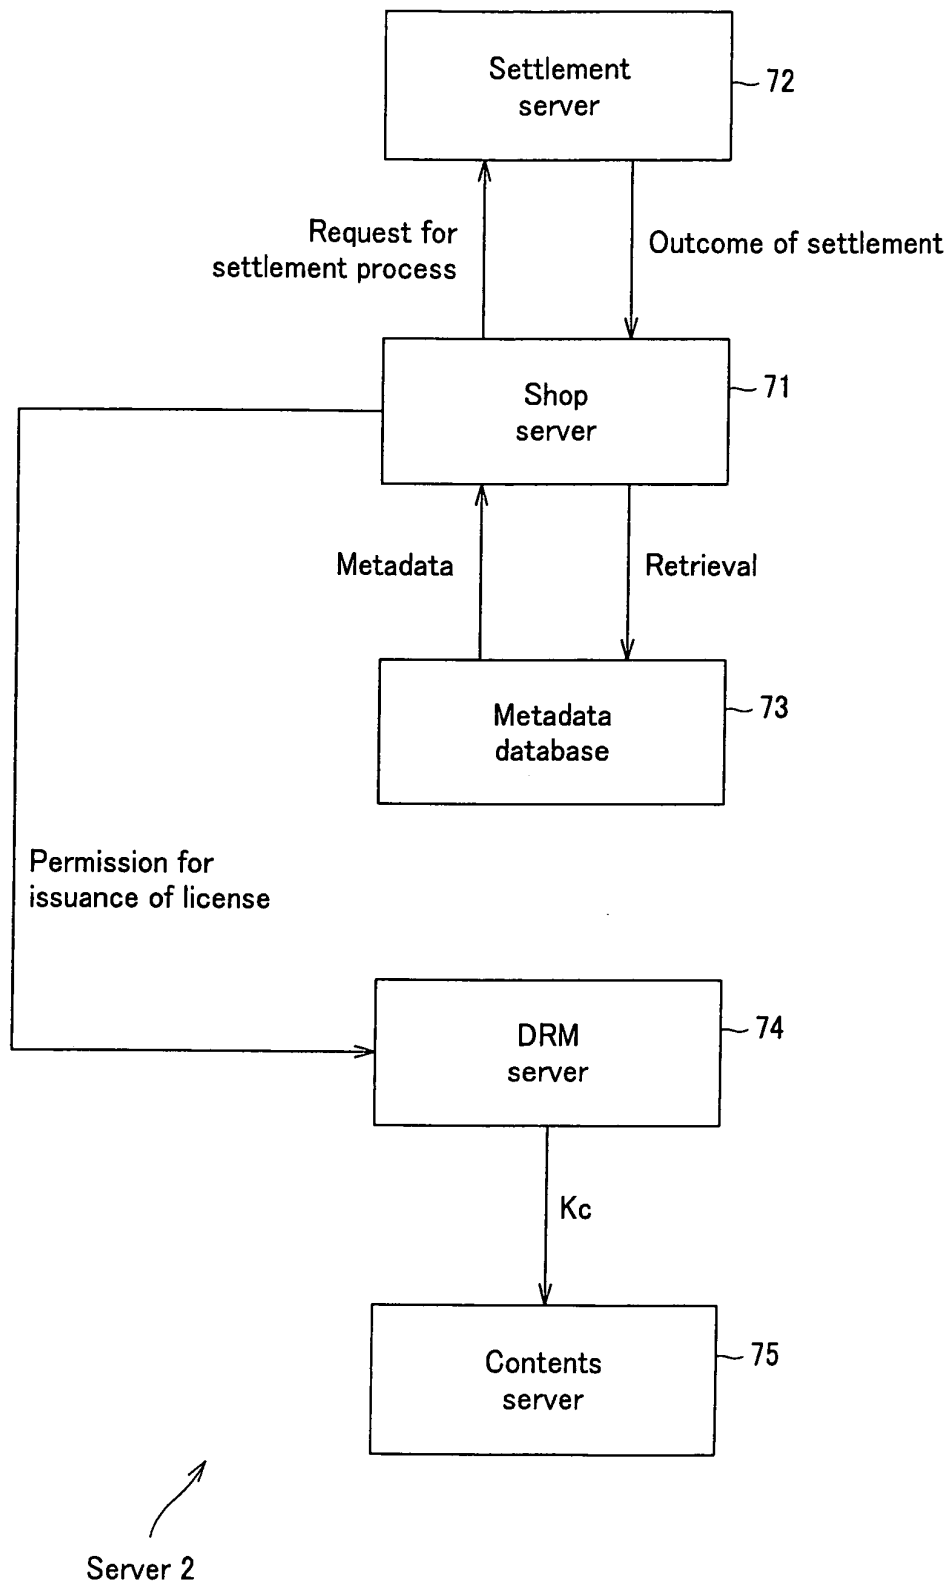 Settlement
server
72
Request for
settlement process
Outcome of settlement
Shop
server
71
Metadata
Retrieval
Metadata
database
73
Permission for
issuance of license
DRM
server
74
Kc
Contents
server
75
Server 2